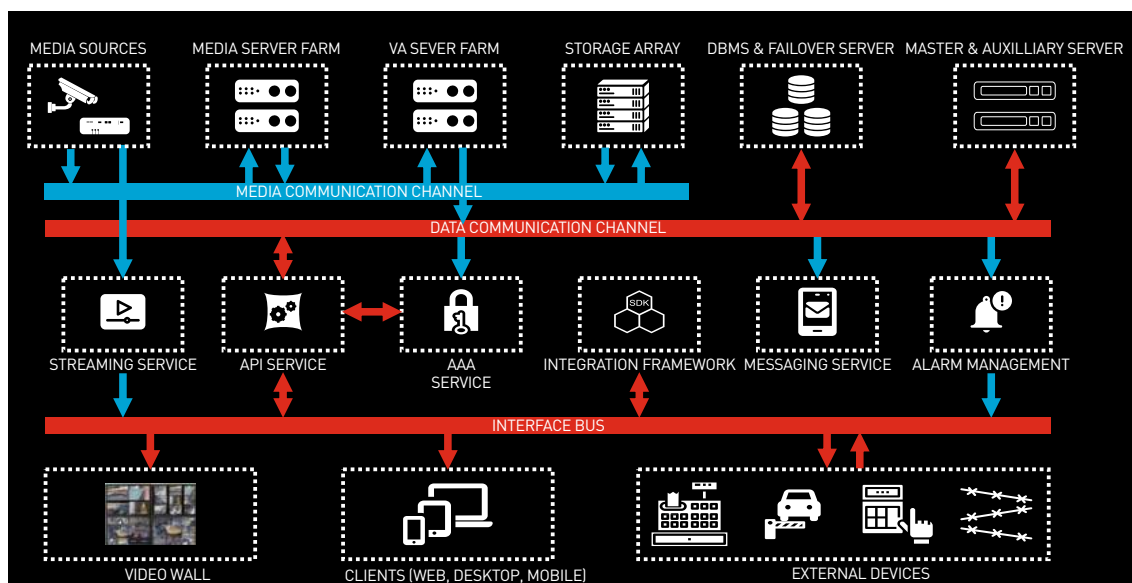 MEDIA SOURCES
MEDIA SERVER FARM
VA SEVER FARM
STORAGE ARRAY
DBMS & FAILOVER SERVER
MASTER & AUXILLIARY SERVER
MEDIA COMMUNICATION CHANNEL
DATA COMMUNICATION CHANNEL
SDK
STREAMING SERVICE
API SERVICE
AAA
SERVICE
INTEGRATION FRAMEWORK
MESSAGING SERVICE
ALARM MANAGEMENT
INTERFACE BUS
VIDEO WALL
CLIENTS (WEB, DESKTOP, MOBILE)
EXTERNAL DEVICES